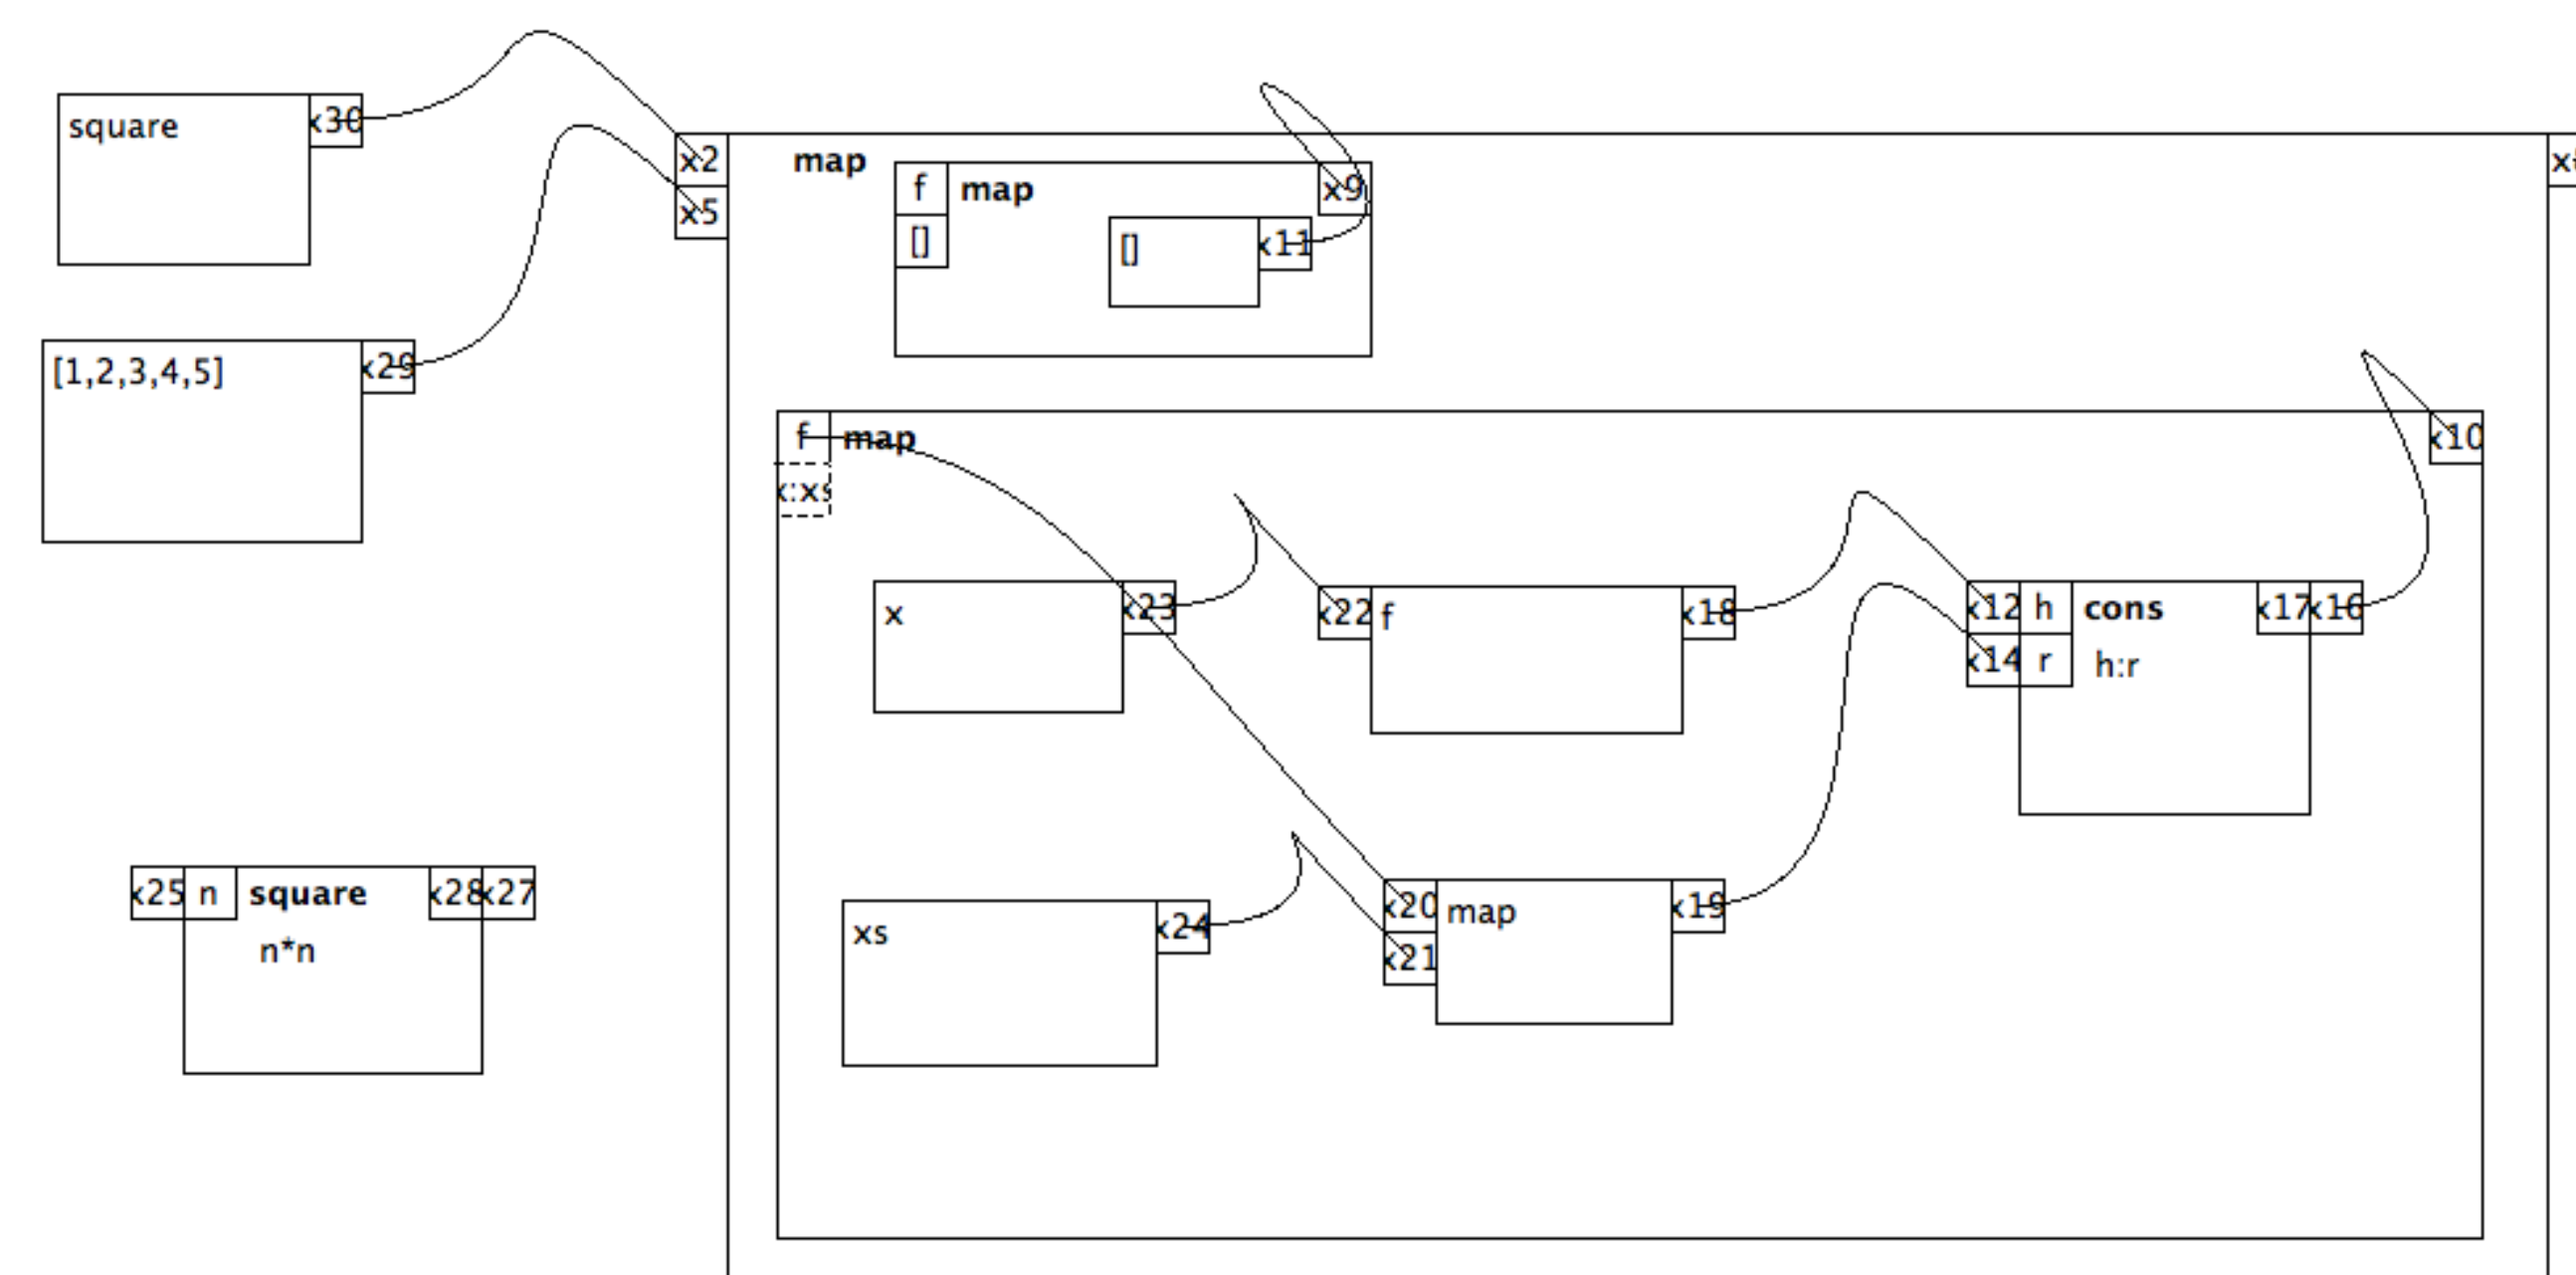 square
x30
x2
x5
map
f
[]
map
x9
[]
x11
[1,2,3,4,5]
x29
f
map
x:xs
x10
x
x23
x22
f
x18
x12
h
cons
x17
x16
x14
r
h:r
x25
n
square
x28
x27
n*n
xs
x24
x20
map
x19
x21